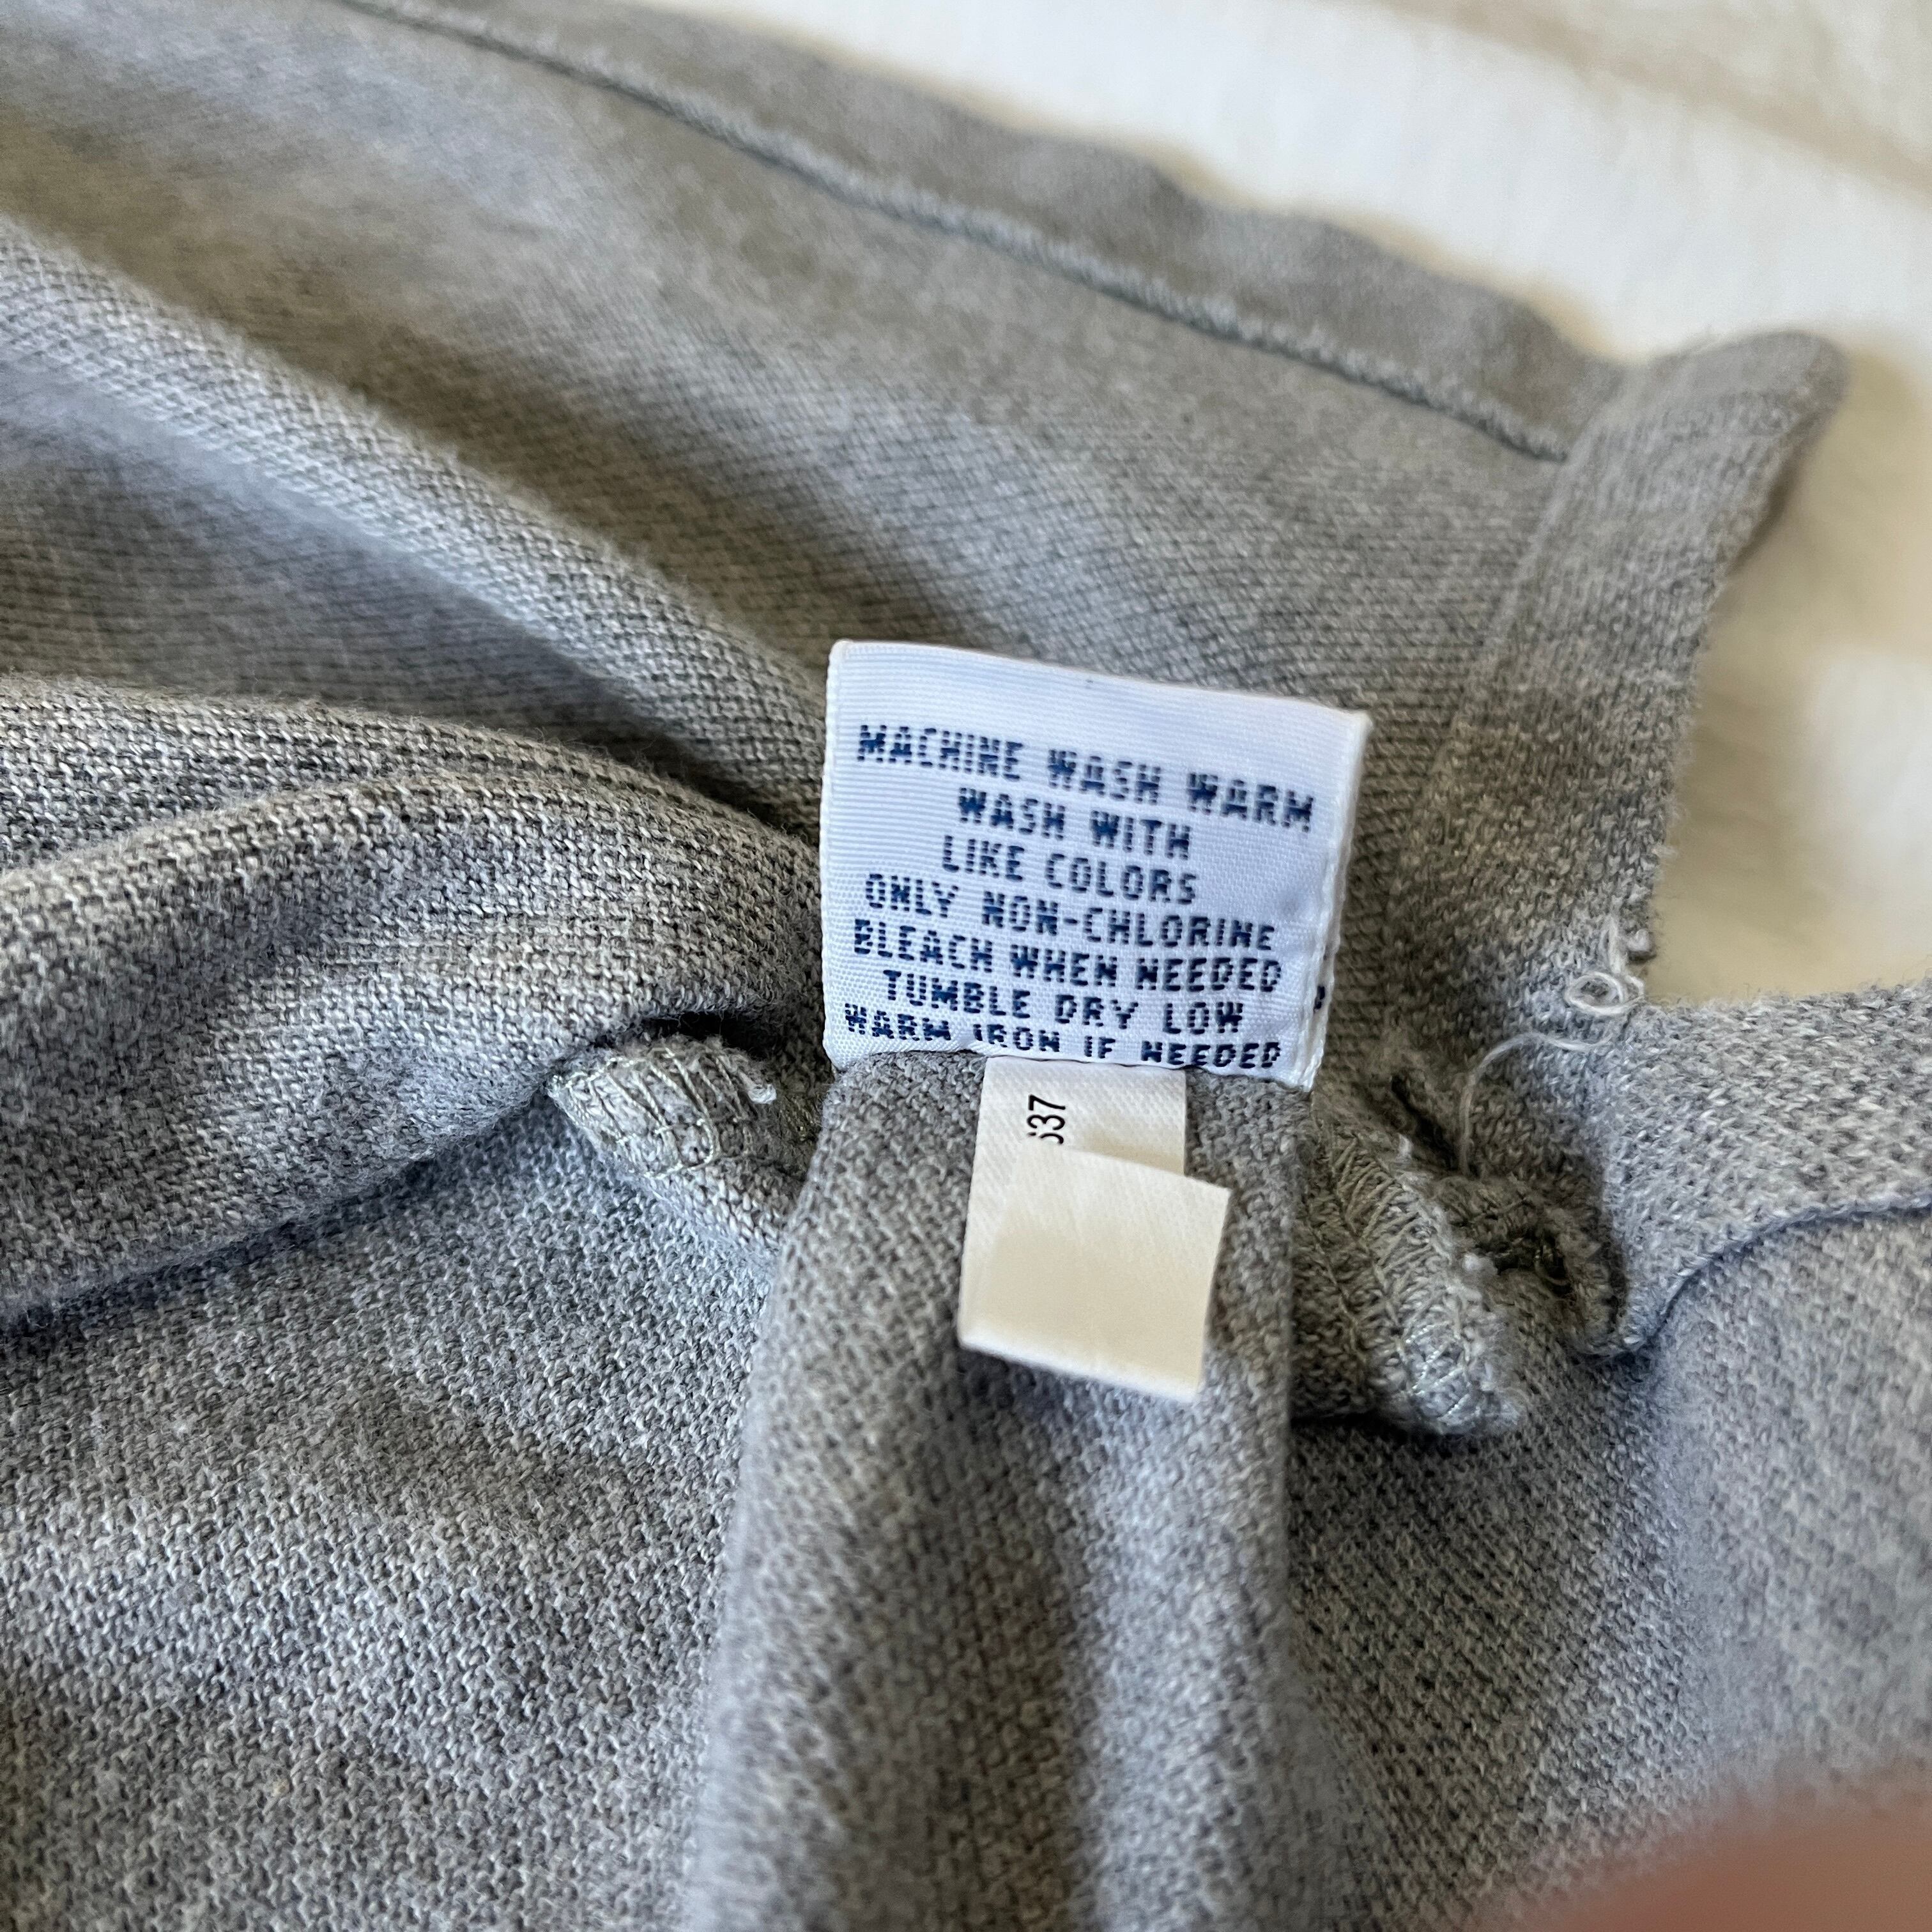 MACHINE WASH WARM
WASH WITH
LIKE COLORS
ONLY NON-CHLORINE
BLEACH WHEN NEEDED
TUMBLE DRY LOW
WARM IRON IF NEEDED